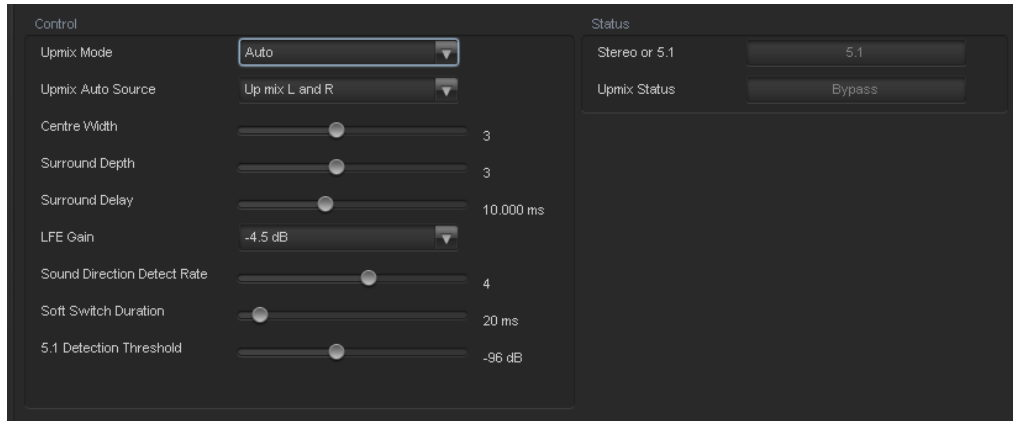 Control
Upmix Mode
Auto
Upmix Auto Source
Up mix L and R
Centre Width
3
Surround Depth
3
Surround Delay
10.000 ms
LFE Gain
-4.5 dB
Sound Direction Detect Rate
4
Soft Switch Duration
20 ms
5.1 Detection Threshold
-96 dB
Status
Stereo or 5.1
5.1
Upmix Status
Bypass